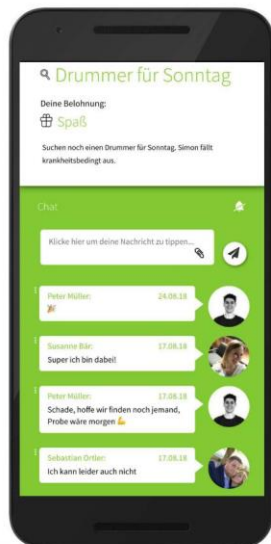 Drummer für Sonntag
Deine Belohnung:
Spaß
Suchen noch einen Drummer für Sonntag. Simon fällt
krankheitsbedingt aus.
Chat
Klicke hier um deine Nachricht zu tippen...
Peter Müller: 24.08.18
🎉
Susanne Bär: 17.08.18
Super ich bin dabei!
Peter Müller: 17.08.18
Schade, hoffe wir finden noch jemand,
Probe wäre morgen 💪
Sebastian Ortler: 17.08.18
Ich kann leider auch nicht